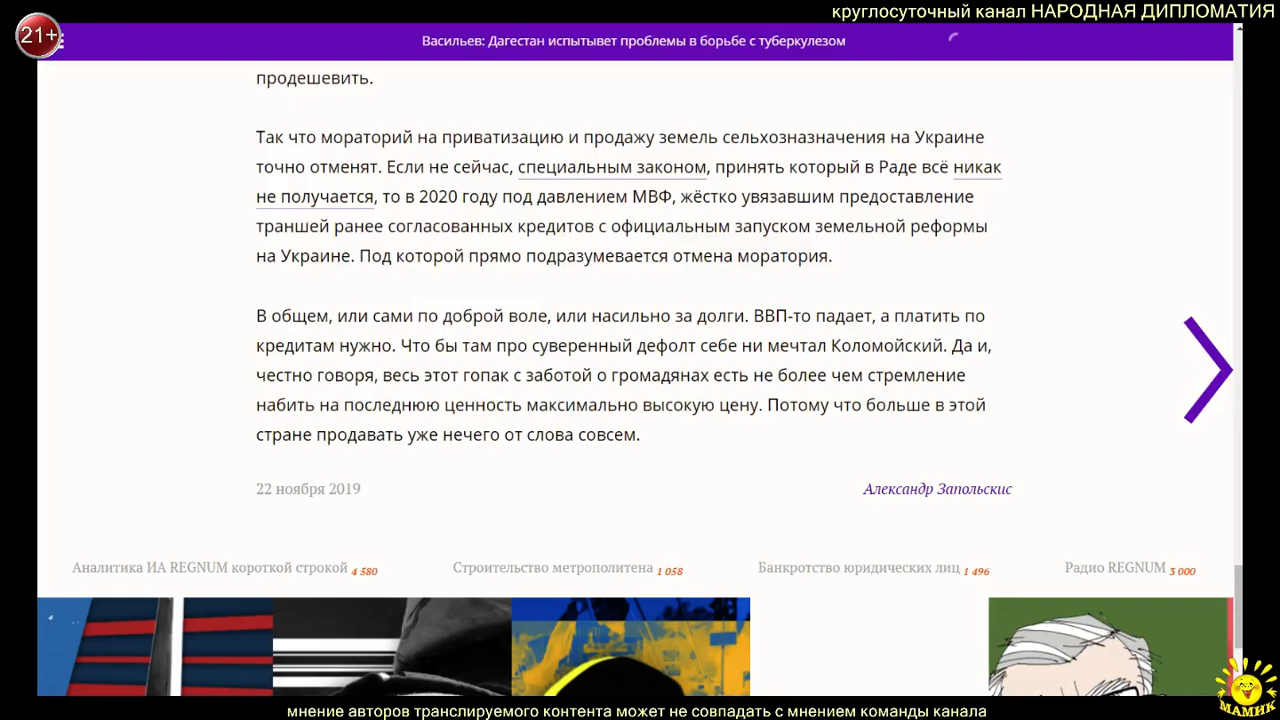 круглосуточный канал НАРОДНАЯ ДИПЛОМАТИЯ
21+
Васильев: Дагестан испытывет проблемы в борьбе с туберкулезом
продешевить.
Так что мораторий на приватизацию и продажу земель сельхозназначения на Украине
точно отменят. Если не сейчас, специальным законом, принять который в Раде всё никак
не получается, то в 2020 году под давлением МВФ, жёстко увязавшим предоставление
траншей ранее согласованных кредитов с официальным запуском земельной реформы
на Украине. Под которой прямо подразумевается отмена моратория.
В общем, или сами по доброй воле, или насильно за долги. ВВП-то падает, а платить по
кредитам нужно. Что бы там про суверенный дефолт себе ни мечтал Коломойский. Да и,
честно говоря, весь этот гопак с заботой о громадянах есть не более чем стремление
набить на последнюю ценность максимально высокую цену. Потому что больше в этой
стране продавать уже нечего от слова совсем.
22 ноября 2019
Александр Запольскис
Аналитика ИА REGNUM короткой строкой 4 580
Строительство метрополитена 1 058
Банкротство юридических лиц 1 496
Радио REGNUM 3 000
МАМИК
мнение авторов транслируемого контента может не совпадать с мнением команды канала